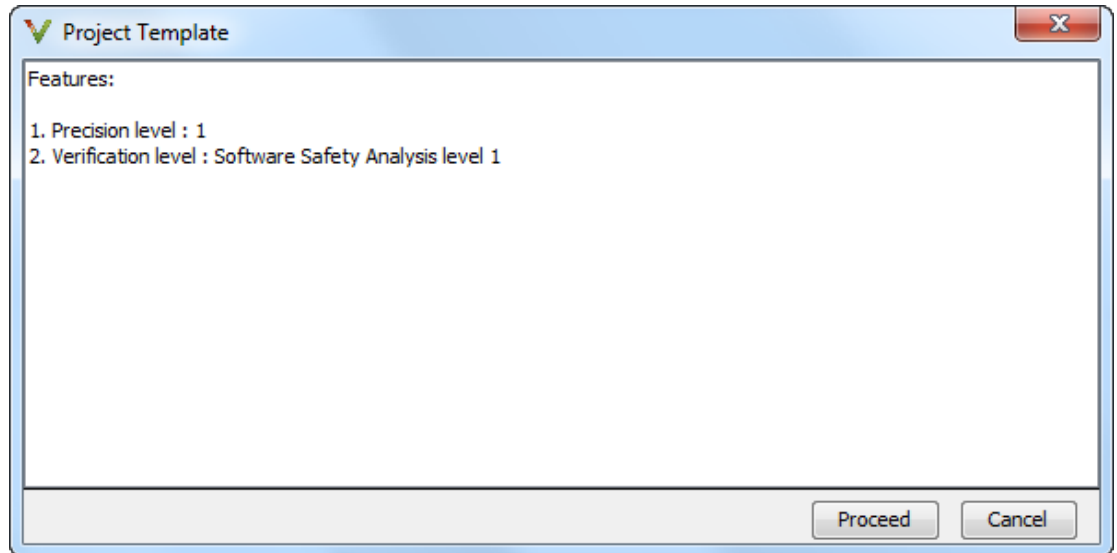 Project Template
Features:
1. Precision level : 1
2. Verification level : Software Safety Analysis level 1
Proceed
Cancel